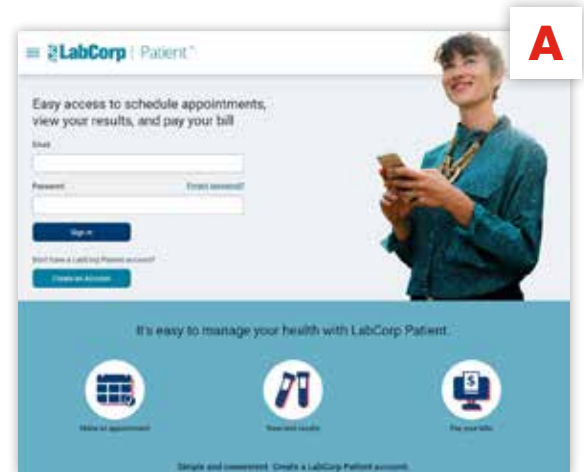 A
LabCorp | Patient™
Easy access to schedule appointments,
view your results, and pay your bill
Email
Password Forgot password?
Sign in
Don't have a LabCorp Patient account?
Create an Account
It's easy to manage your health with LabCorp Patient.
Make an appointment View test results Pay your bills
Simple and convenient. Create a LabCorp Patient account.